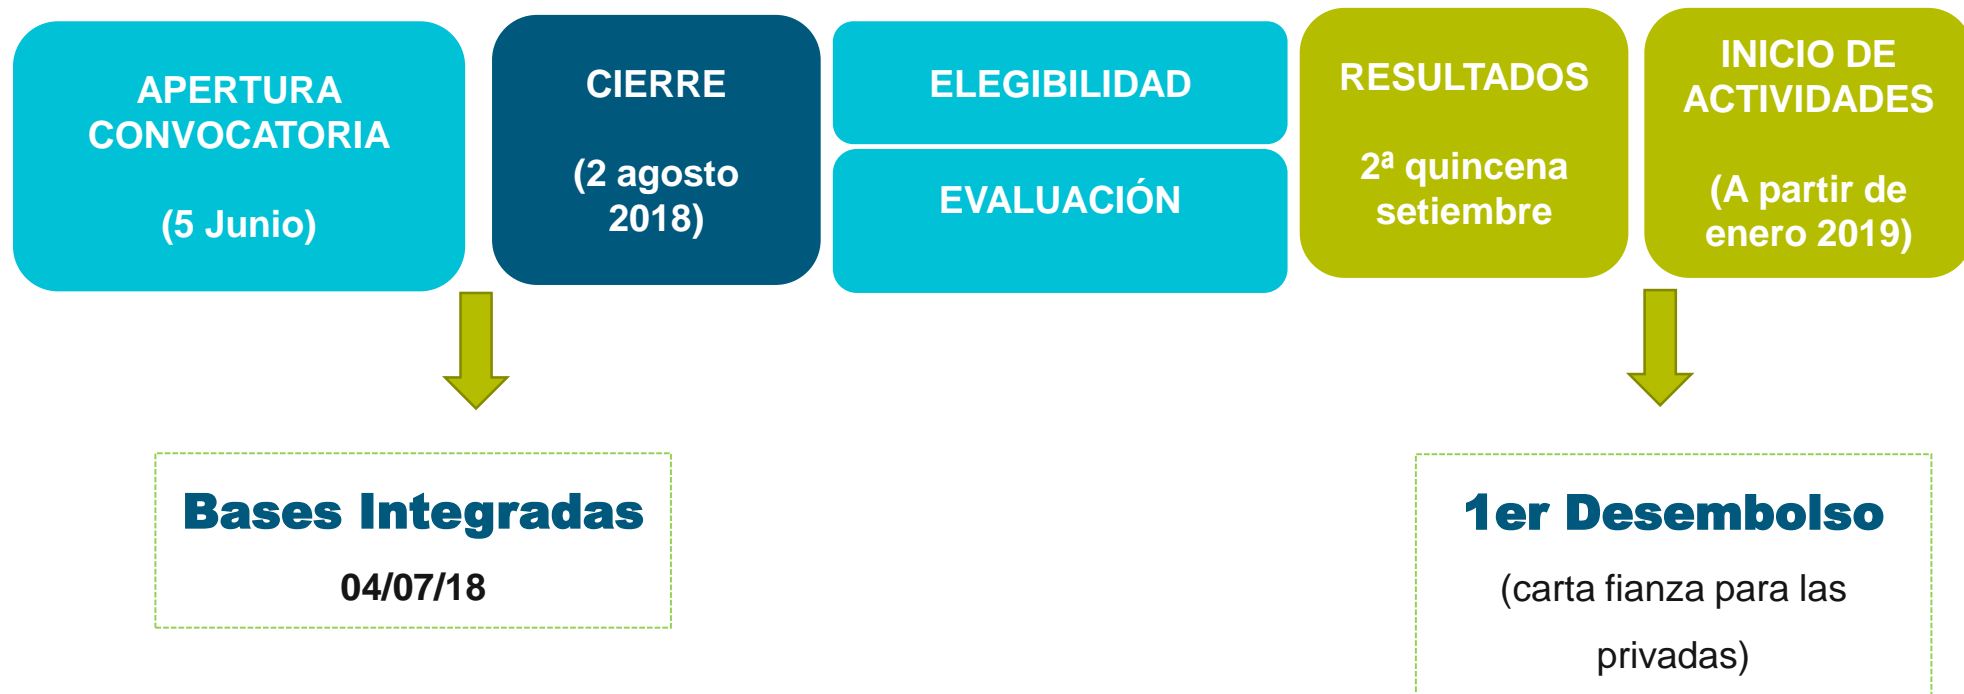 APERTURA
CONVOCATORIA
(5 Junio)
CIERRE
(2 agosto
2018)
ELEGIBILIDAD
EVALUACIÓN
RESULTADOS
2ª quincena
setiembre
INICIO DE
ACTIVIDADES
(A partir de
enero 2019)
Bases Integradas
04/07/18
1er Desembolso
(carta fianza para las
privadas)